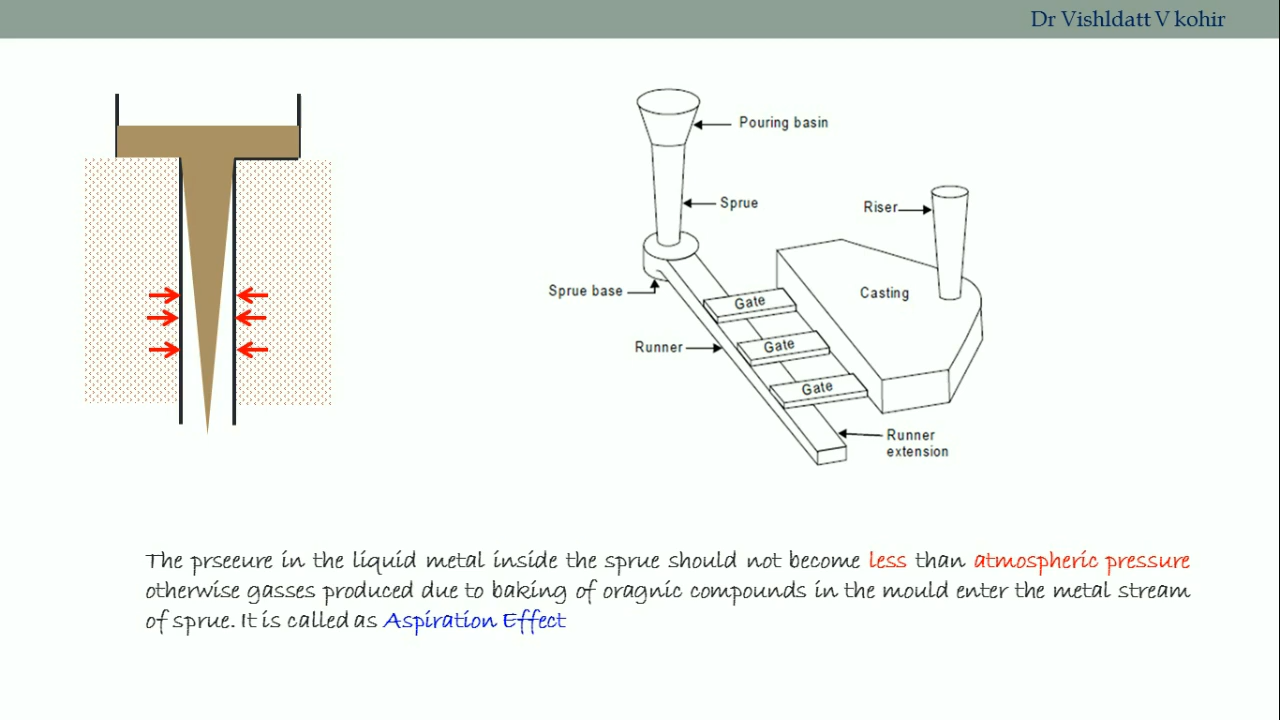 Dr Vishldatt V kohir
Pouring basin
Sprue
Riser
Sprue base
Casting
Gate
Runner
Gate
Gate
Runner
extension
The prseeure in the liquid metal inside the sprue should not become less than atmospheric pressure
otherwise gasses produced due to baking of oragnic compounds in the mould enter the metal stream
of sprue. It is called as Aspiration Effect